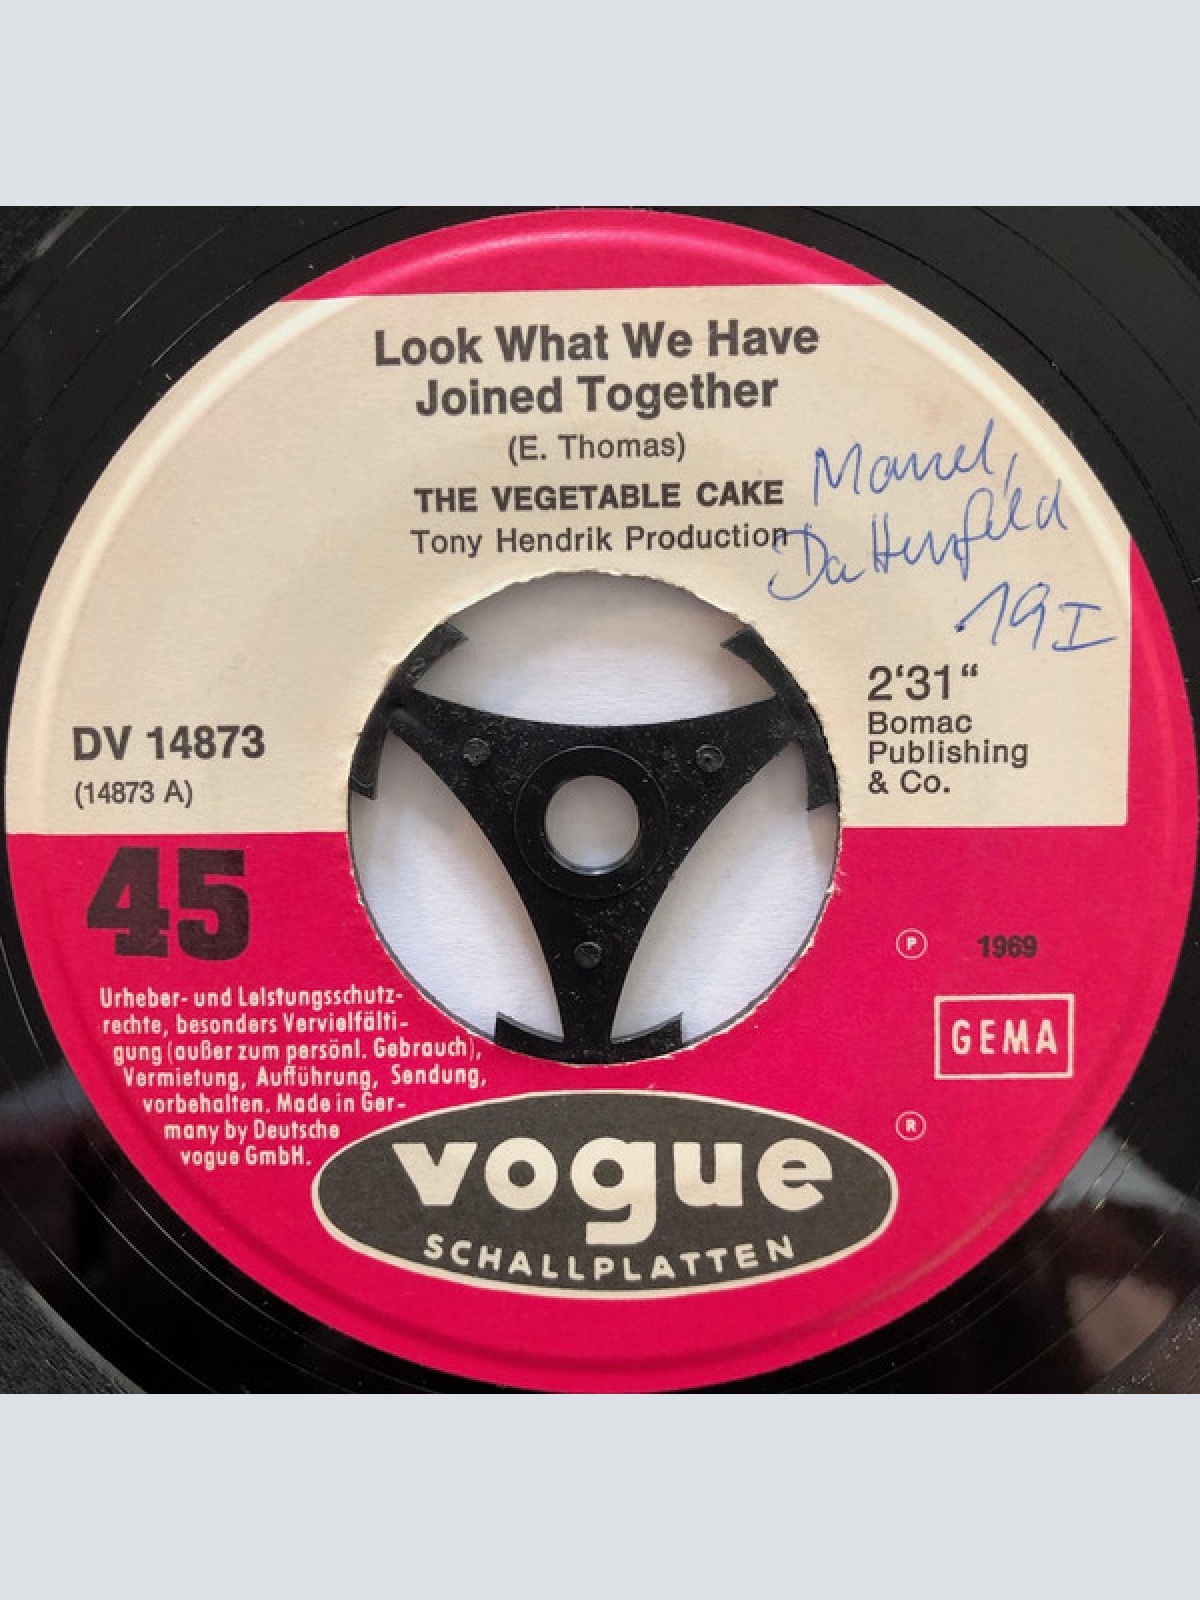 Look What We Have
Joined Together
(E. Thomas)
THE VEGETABLE CAKE
Tony Hendrik Production
19 I
DV 14873
(14873 A)
2'31"
Bomac
Publishing
& Co.
45
Ⓟ 1969
Urheber- und Leistungsschutz-
rechte, besonders Vervielfälti-
gung (außer zum persönl. Gebrauch),
Vermietung, Aufführung, Sendung,
vorbehalten. Made in Ger-
many by Deutsche
vogue GmbH.
GEMA
®
vogue
SCHALLPLATTEN